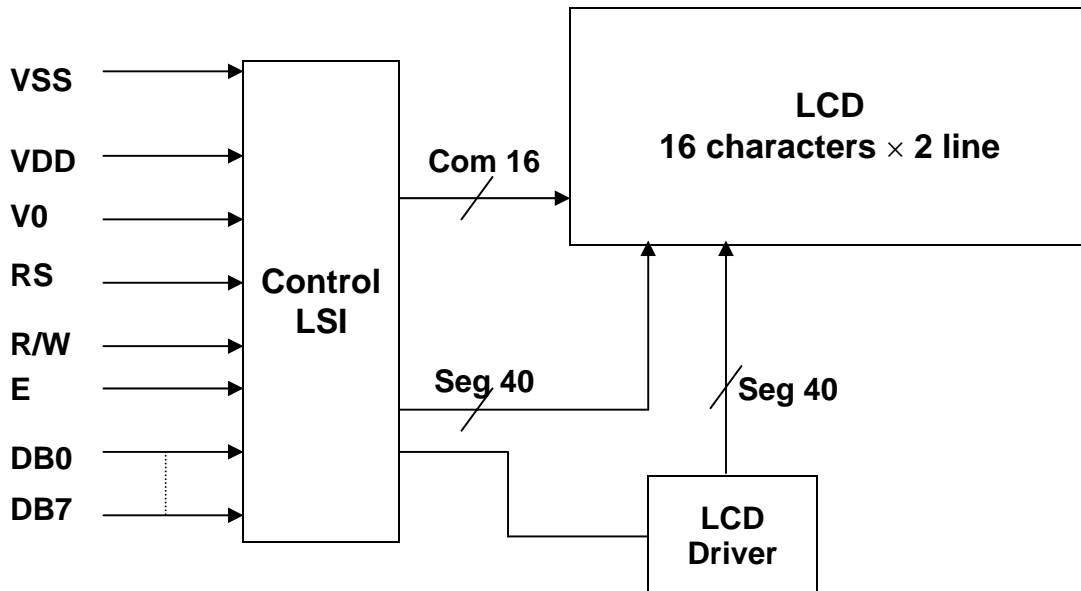 VSS
VDD
V0
RS
R/W
E
DB0
DB7
Control
LSI
Com 16
Seg 40
LCD
16 characters × 2 line
Seg 40
LCD
Driver